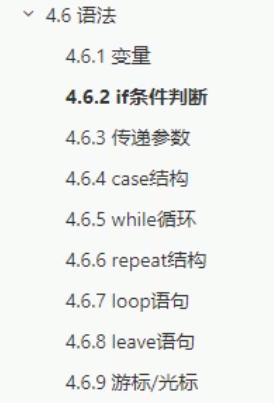 4.6 语法
4.6.1 变量
4.6.2 if条件判断
4.6.3 传递参数
4.6.4 case结构
4.6.5 while循环
4.6.6 repeat结构
4.6.7 loop语句
4.6.8 leave语句
4.6.9 游标/光标